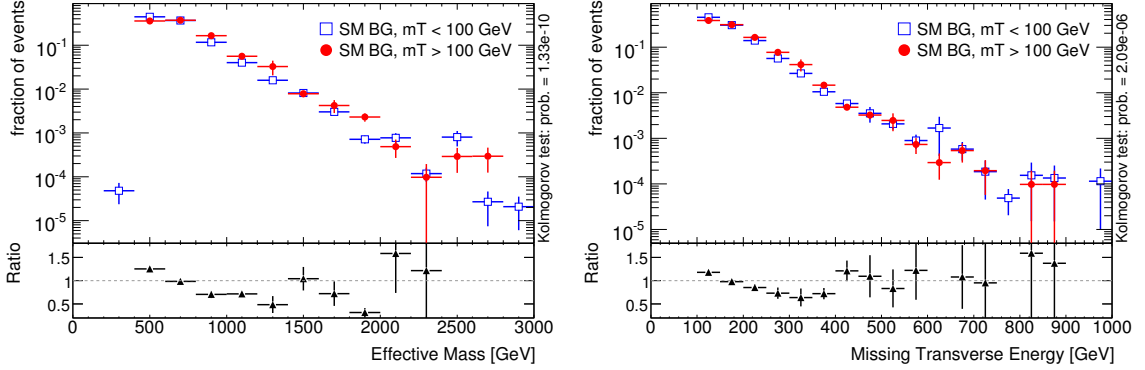 fraction of events
10⁻¹
10⁻²
10⁻³
10⁻⁴
10⁻⁵
SM BG, mT < 100 GeV
SM BG, mT > 100 GeV
Kolmogorov test: prob. = 1.33e-10
Ratio
1.5
1
0.5
0 500 1000 1500 2000 2500 3000
Effective Mass [GeV]
fraction of events
10⁻¹
10⁻²
10⁻³
10⁻⁴
10⁻⁵
SM BG, mT < 100 GeV
SM BG, mT > 100 GeV
Kolmogorov test: prob. = 2.09e-06
Ratio
1.5
1
0.5
0 100 200 300 400 500 600 700 800 900 1000
Missing Transverse Energy [GeV]